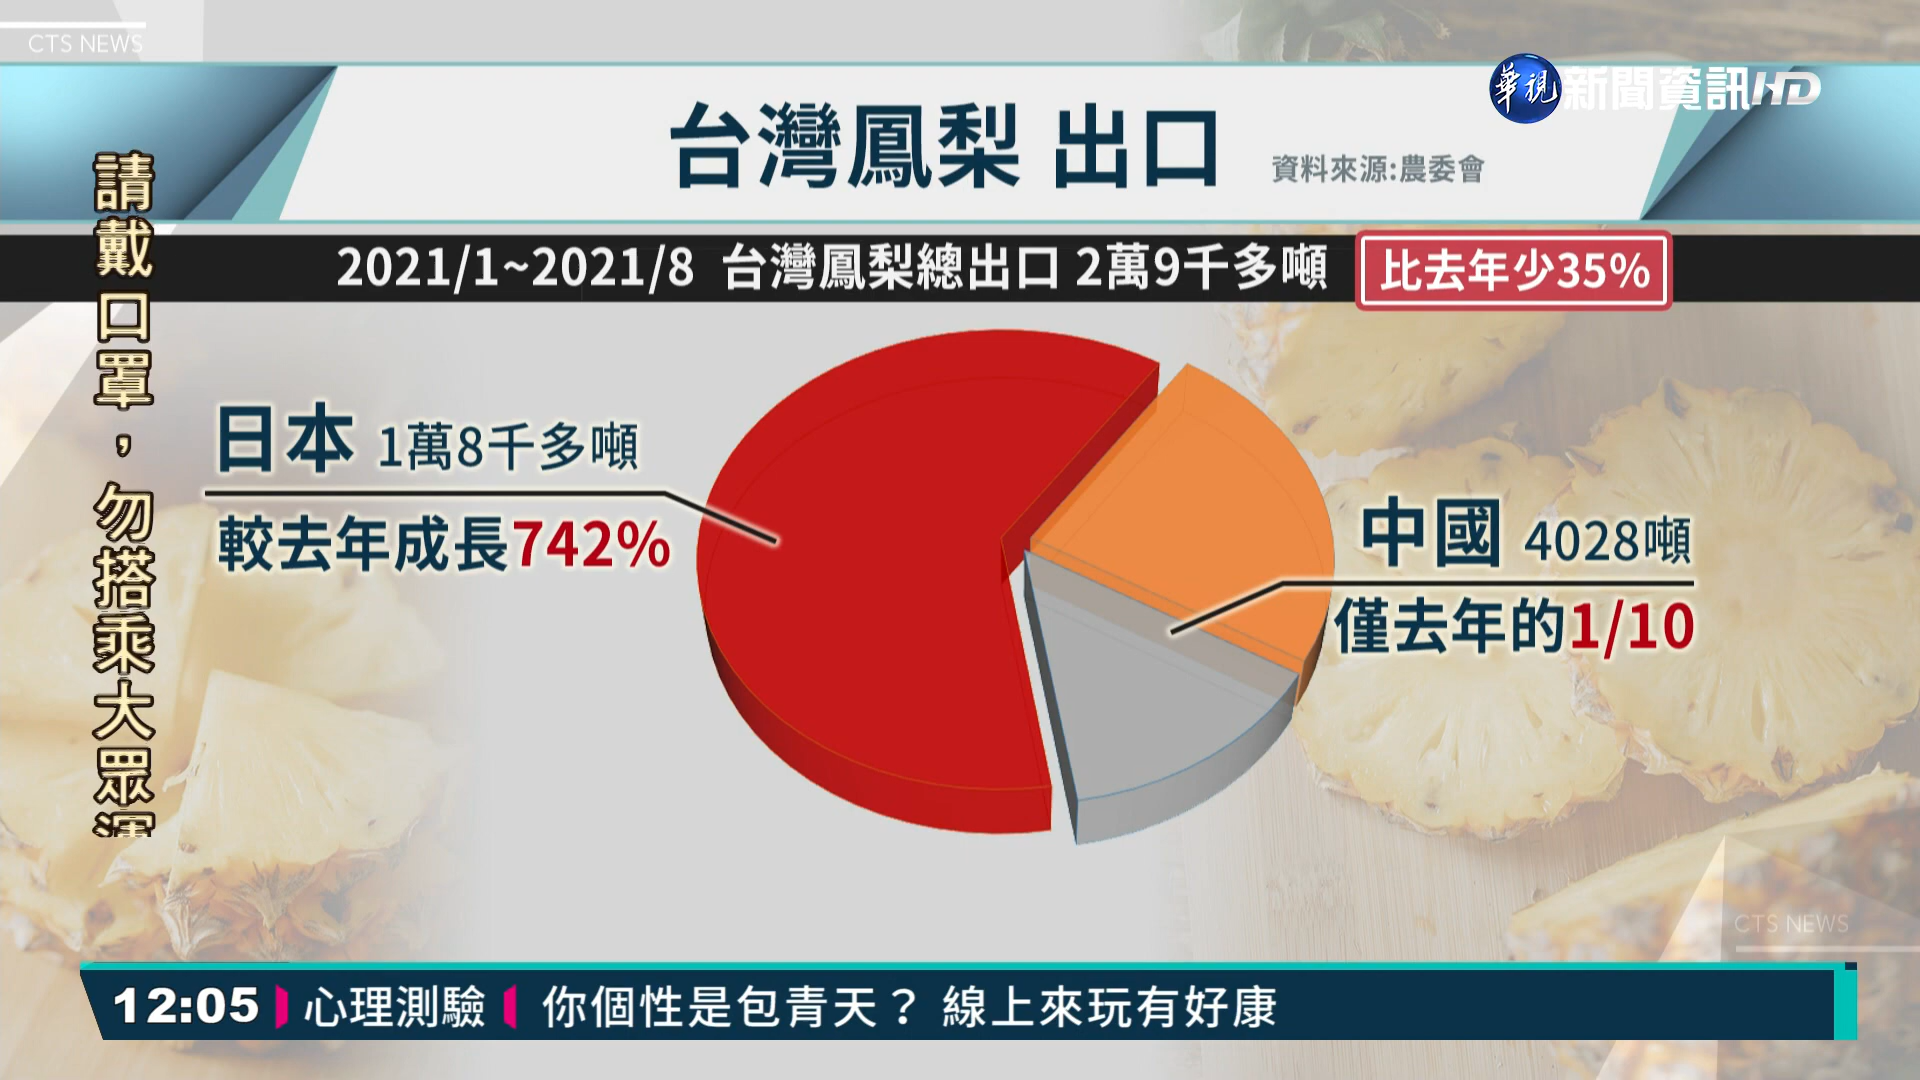 CTS NEWS
華視新聞資訊HD
台灣鳳梨 出口
資料來源:農委會
2021/1~2021/8 台灣鳳梨總出口 2萬9千多噸
比去年少35%
請戴口罩，勿搭乘大眾運
日本 1萬8千多噸
較去年成長742%
中國 4028噸
僅去年的1/10
CTS NEWS
12:05 心理測驗 你個性是包青天？ 線上來玩有好康